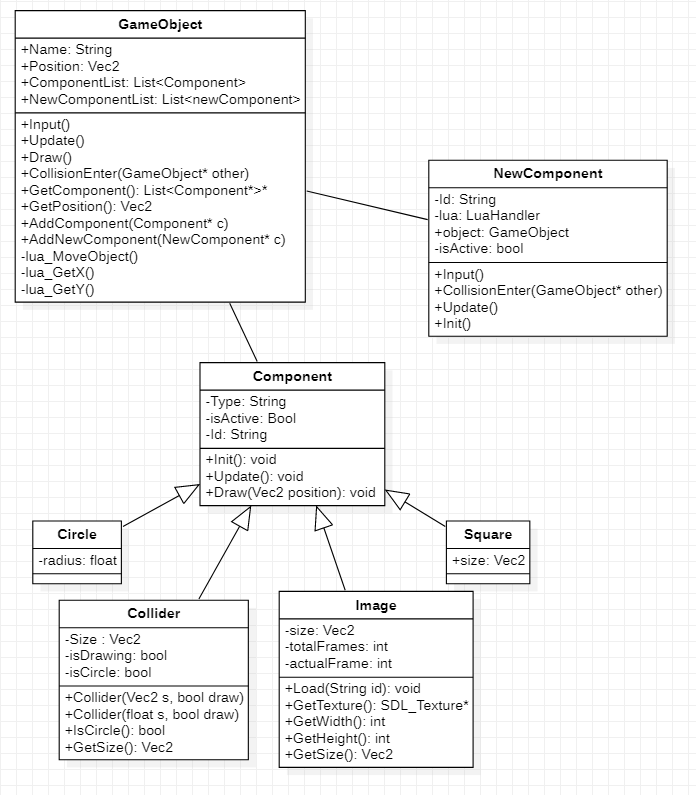 GameObject
+Name: String
+Position: Vec2
+ComponentList: List<Component>
+NewComponentList: List<newComponent>
+Input()
+Update()
+Draw()
+CollisionEnter(GameObject* other)
+GetComponent(): List<Component*>*
+GetPosition(): Vec2
+AddComponent(Component* c)
+AddNewComponent(NewComponent* c)
-lua_MoveObject()
-lua_GetX()
-lua_GetY()
NewComponent
-Id: String
-lua: LuaHandler
+object: GameObject
-isActive: bool
+Input()
+CollisionEnter(GameObject* other)
+Update()
+Init()
Component
-Type: String
-isActive: Bool
-Id: String
+Init(): void
+Update(): void
+Draw(Vec2 position): void
Circle
-radius: float
Square
+size: Vec2
Collider
-Size : Vec2
-isDrawing: bool
-isCircle: bool
+Collider(Vec2 s, bool draw)
+Collider(float s, bool draw)
+IsCircle(): bool
+GetSize(): Vec2
Image
-size: Vec2
-totalFrames: int
-actualFrame: int
+Load(String id): void
+GetTexture(): SDL_Texture*
+GetWidth(): int
+GetHeight(): int
+GetSize(): Vec2